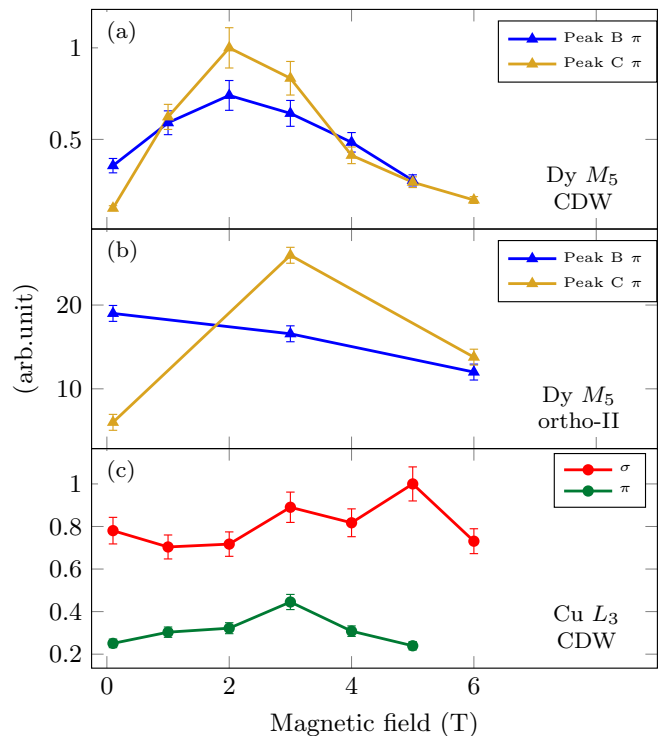 (a)
Peak B π
Peak C π
1
0.5
Dy M₅
CDW
(b)
Peak B π
Peak C π
20
10
Dy M₅
ortho-II
(arb.unit)
(c)
σ
π
1
0.8
0.6
0.4
0.2
Cu L₃
CDW
0 2 4 6
Magnetic field (T)